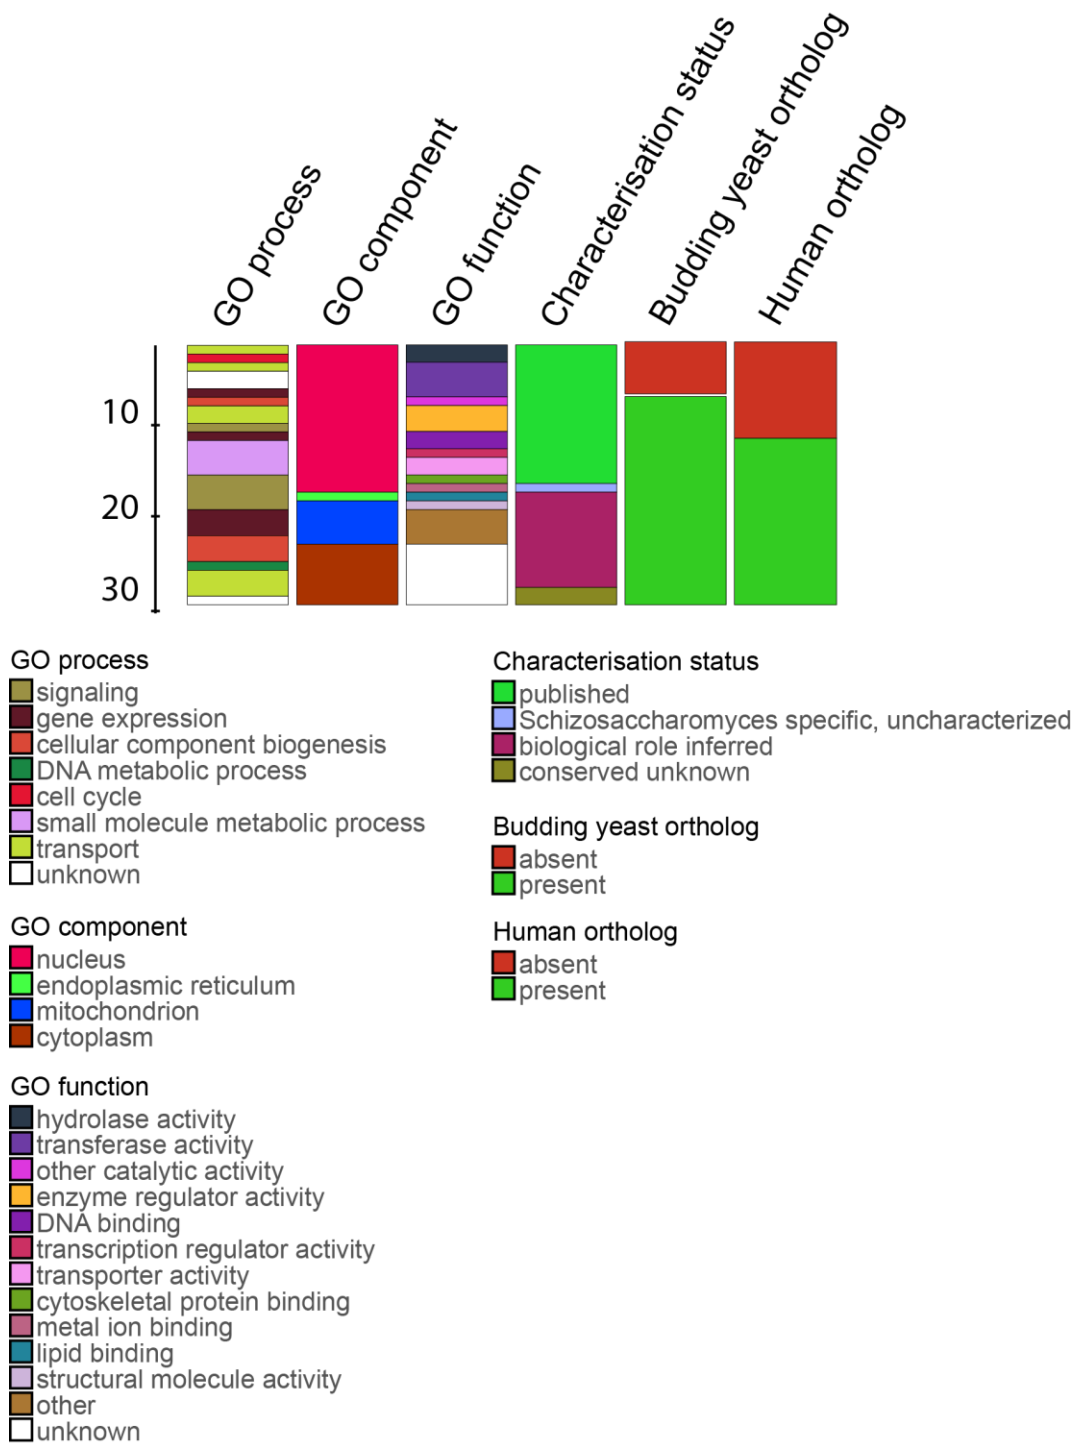 GO process
GO component
GO function
Characterisation status
Budding yeast ortholog
Human ortholog
10
20
30
GO process
signaling
gene expression
cellular component biogenesis
DNA metabolic process
cell cycle
small molecule metabolic process
transport
unknown
GO component
nucleus
endoplasmic reticulum
mitochondrion
cytoplasm
GO function
hydrolase activity
transferase activity
other catalytic activity
enzyme regulator activity
DNA binding
transcription regulator activity
transporter activity
cytoskeletal protein binding
metal ion binding
lipid binding
structural molecule activity
other
unknown
Characterisation status
published
Schizosaccharomyces specific, uncharacterized
biological role inferred
conserved unknown
Budding yeast ortholog
absent
present
Human ortholog
absent
present